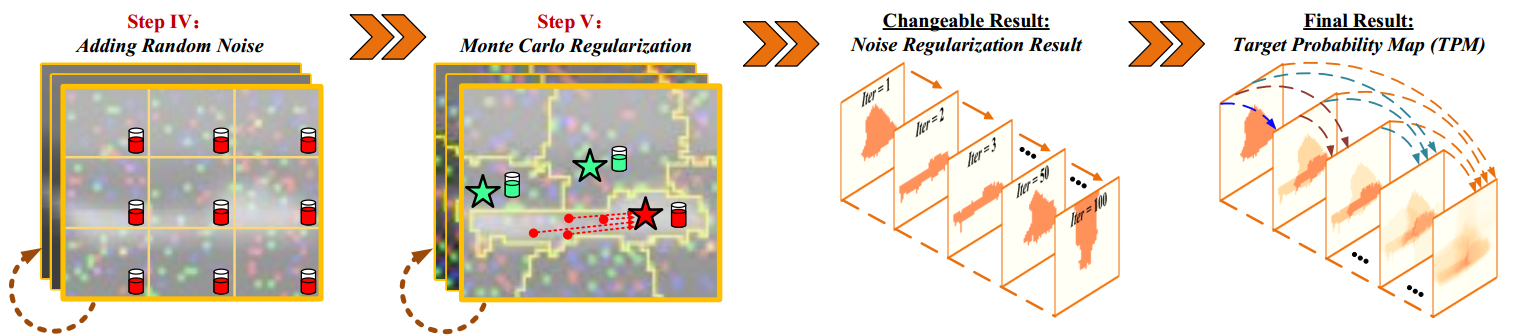 Step IV：
Adding Random Noise
Step V：
Monte Carlo Regularization
Changeable Result:
Noise Regularization Result
Final Result:
Target Probability Map (TPM)
Iter = 1
Iter = 2
Iter = 3
Iter = 50
Iter = 100